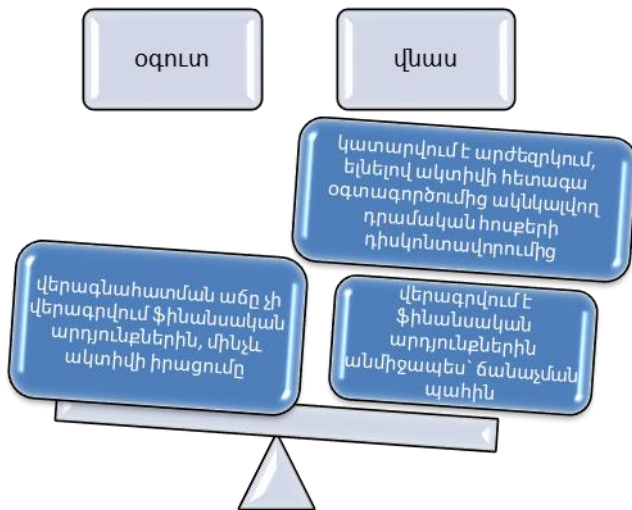 օգուտ
վնաս
կատարվում է արժեզրկում,
ելնելով ակտիվի հետագա
օգտագործումից ակնկալվող
դրամական հոսքերի
դիսկոնտավորումից
վերագնահատման աճը չի
վերագրվում ֆինանսական
արդյունքներին, մինչև
ակտիվի իրացումը
վերագրվում է
ֆինանսական
արդյունքներին
անմիջապես՝ ճանաչման
պահին